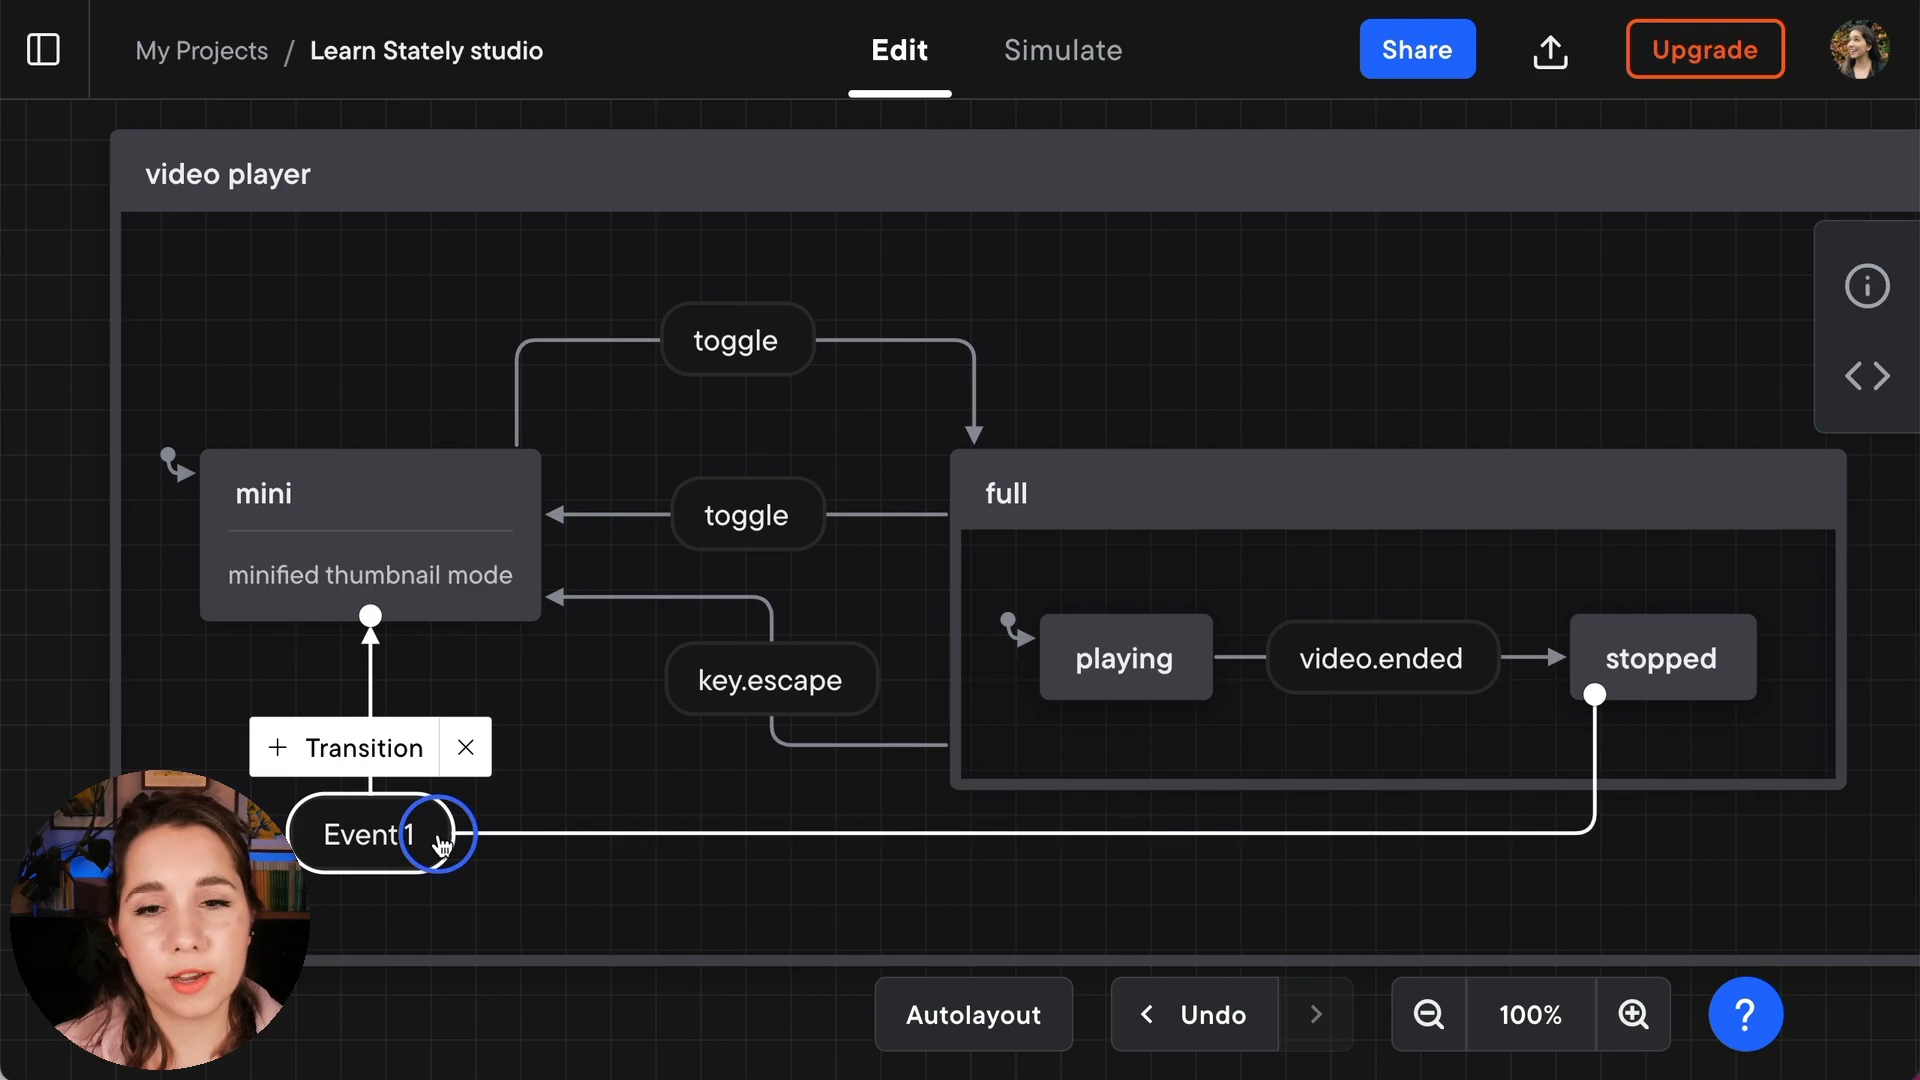 My Projects / Learn Stately studio
Edit
Simulate
Share
Upgrade
video player
toggle
mini
minified thumbnail mode
toggle
full
key.escape
playing
video.ended
stopped
+ Transition ×
Event 1
Autolayout
Undo
100%
?